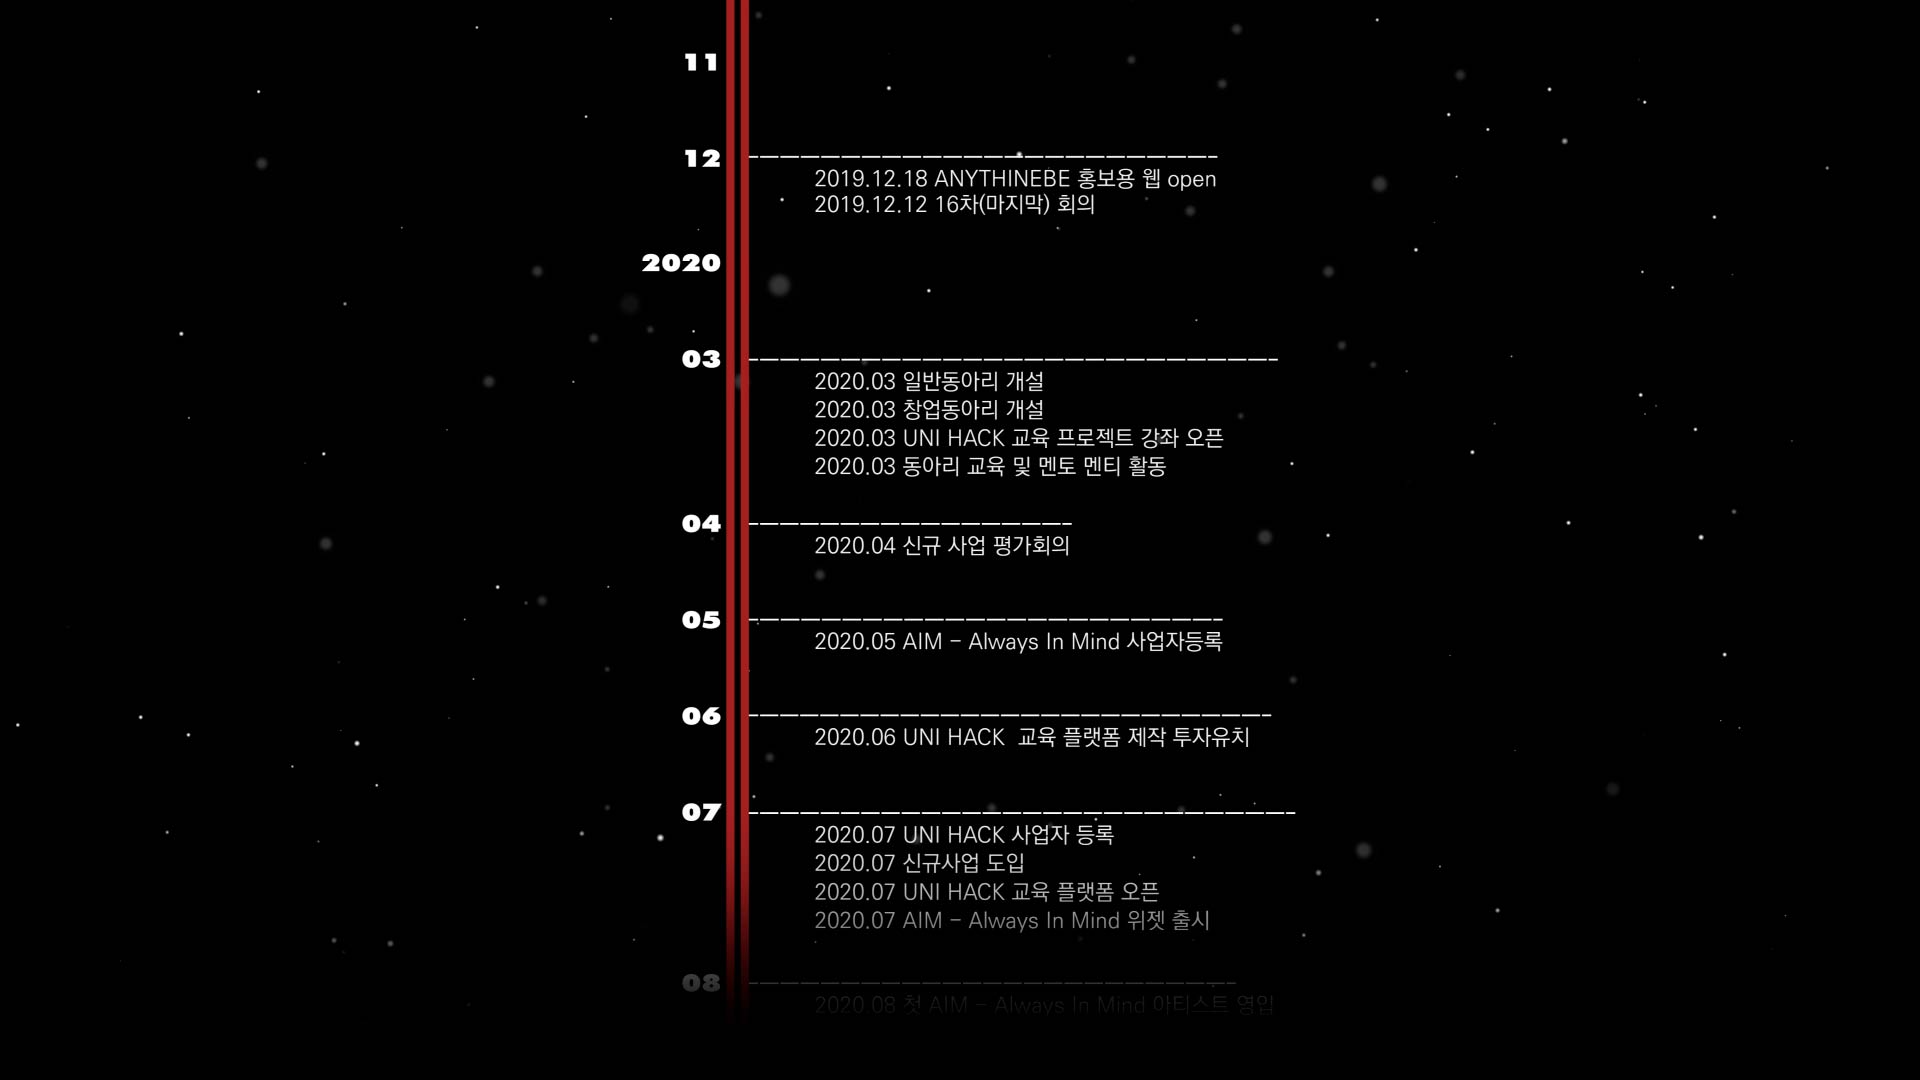 11
12
2019.12.18 ANYTHINEBE 홍보용 웹 open
2019.12.12 16차(마지막) 회의
2020
03
2020.03 일반동아리 개설
2020.03 창업동아리 개설
2020.03 UNI HACK 교육 프로젝트 강좌 오픈
2020.03 동아리 교육 및 멘토 멘티 활동
04
2020.04 신규 사업 평가회의
05
2020.05 AIM - Always In Mind 사업자등록
06
2020.06 UNI HACK  교육 플랫폼 제작 투자유치
07
2020.07 UNI HACK 사업자 등록
2020.07 신규사업 도입
2020.07 UNI HACK 교육 플랫폼 오픈
2020.07 AIM - Always In Mind 위젯 출시
08
2020.08 첫 AIM - Always In Mind 아티스트 영입